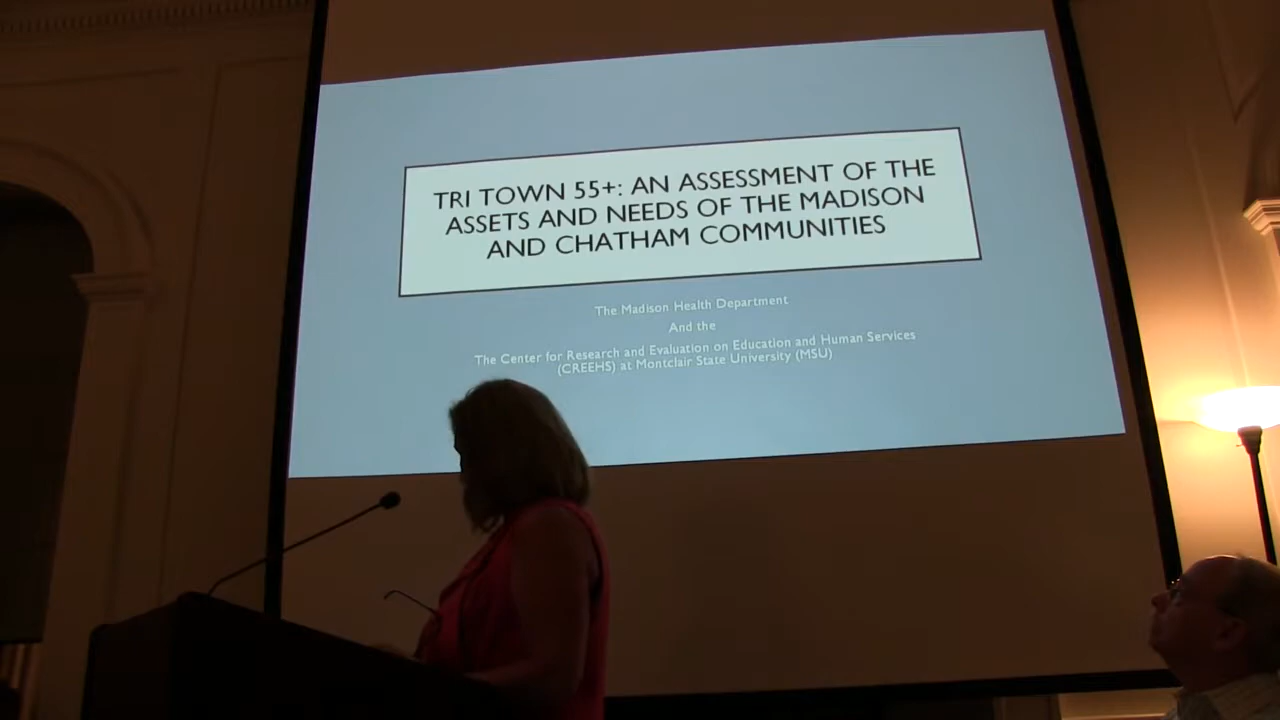 TRI TOWN 55+: AN ASSESSMENT OF THE
ASSETS AND NEEDS OF THE MADISON
AND CHATHAM COMMUNITIES
The Madison Health Department
And the
The Center for Research and Evaluation on Education and Human Services
(CREEHS) at Montclair State University (MSU)